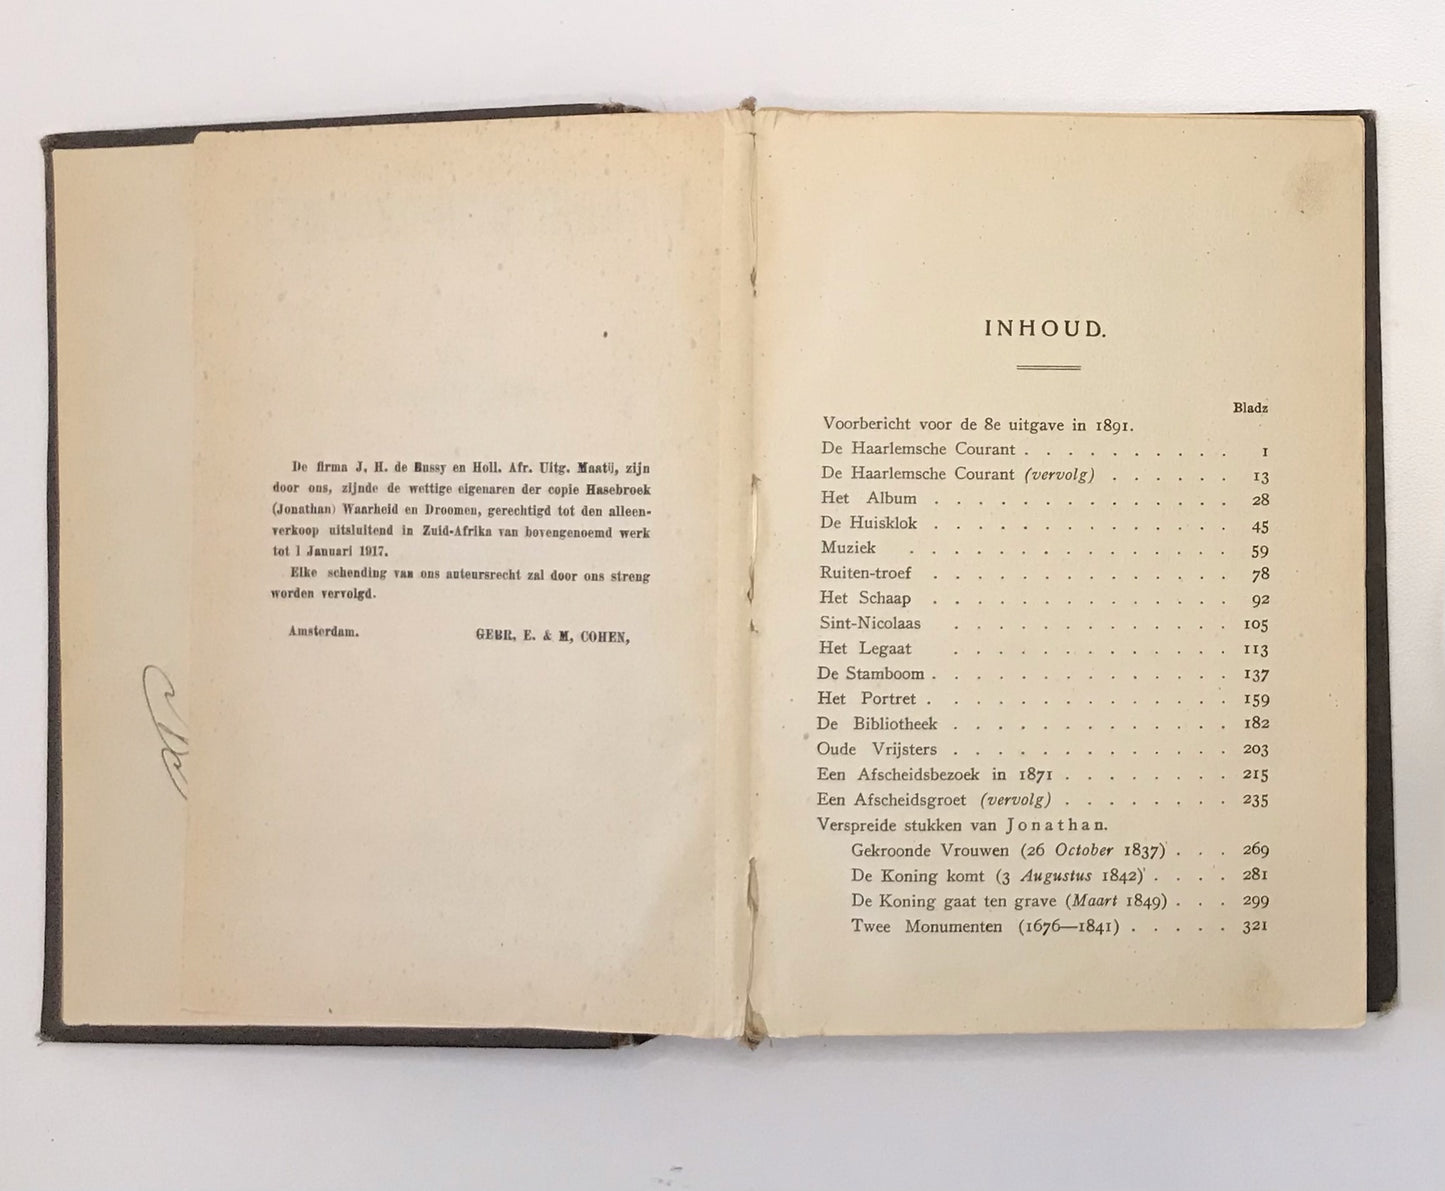 De firma J. H. de Bussy en Holl. Afr. Uitg. Maatij, zijn
door ons, zijnde de wettige eigenaren der copie Hasebroek
(Jonathan) Waarheid en Droomen, gerechtigd tot den alleen-
verkoop uitsluitend in Zuid-Afrika van bovengenoemd werk
tot 1 Januari 1917.
Elke schending van ons auteursrecht zal door ons streng
worden vervolgd.
Amsterdam. GEBR, E. & M, COHEN,
INHOUD.
Bladz
Voorbericht voor de 8e uitgave in 1891.
De Haarlemsche Courant . . . . . . . . . . 1
De Haarlemsche Courant (vervolg) . . . . . . 13
Het Album . . . . . . . . . . . . . 28
De Huisklok . . . . . . . . . . . . . 45
Muziek . . . . . . . . . . . . . . 59
Ruiten-troef . . . . . . . . . . . . . 78
Het Schaap . . . . . . . . . . . . . 92
Sint-Nicolaas . . . . . . . . . . . . 105
Het Legaat . . . . . . . . . . . . 113
De Stamboom . . . . . . . . . . . . . 137
Het Portret . . . . . . . . . . . . . 159
De Bibliotheek . . . . . . . . . . . . 182
Oude Vrijsters . . . . . . . . . . . . 203
Een Afscheidsbezoek in 1871 . . . . . . . . 215
Een Afscheidsgroet (vervolg) . . . . . . . . 235
Verspreide stukken van Jonathan.
Gekroonde Vrouwen (26 October 1837) . . . 269
De Koning komt (3 Augustus 1842) . . . . 281
De Koning gaat ten grave (Maart 1849) . . . 299
Twee Monumenten (1676—1841) . . . . . 321